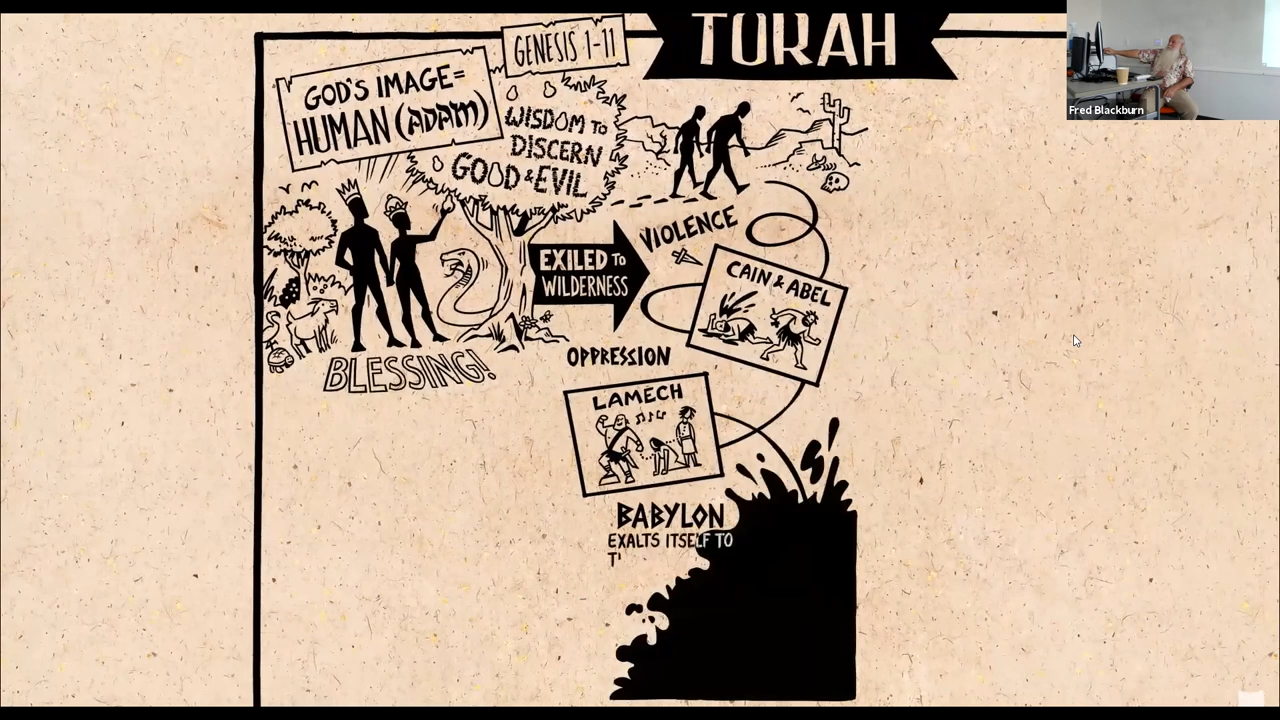 TORAH
GENESIS 1-11
GOD'S IMAGE=
HUMAN (ADAM)
WISDOM TO
DISCERN
GOOD & EVIL
EXILED TO
WILDERNESS
BLESSING!
VIOLENCE
CAIN & ABEL
OPPRESSION
LAMECH
BABYLON
EXALTS ITSELF TO
T'
Fred Blackburn